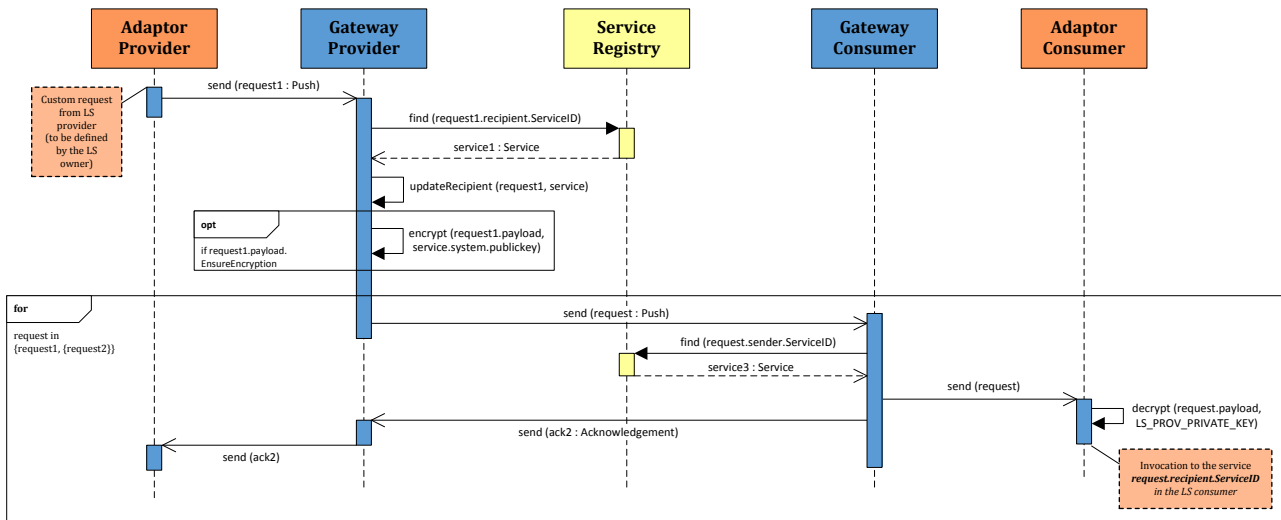 Adaptor
Provider
Gateway
Provider
Service
Registry
Gateway
Consumer
Adaptor
Consumer
Custom request
from LS
provider
(to be defined
by the LS
owner)
send (request1 : Push)
find (request1.recipient.ServiceID)
service1 : Service
updateRecipient (request1, service)
opt
if request1.payload.
EnsureEncryption
encrypt (request1.payload,
service.system.publickey)
for
request in
{request1, {request2}}
send (request : Push)
find (request.sender.ServiceID)
service3 : Service
send (request)
decrypt (request.payload,
LS_PROV_PRIVATE_KEY)
send (ack2 : Acknowledgement)
send (ack2)
Invocation to the service
request.recipient.ServiceID
in the LS consumer